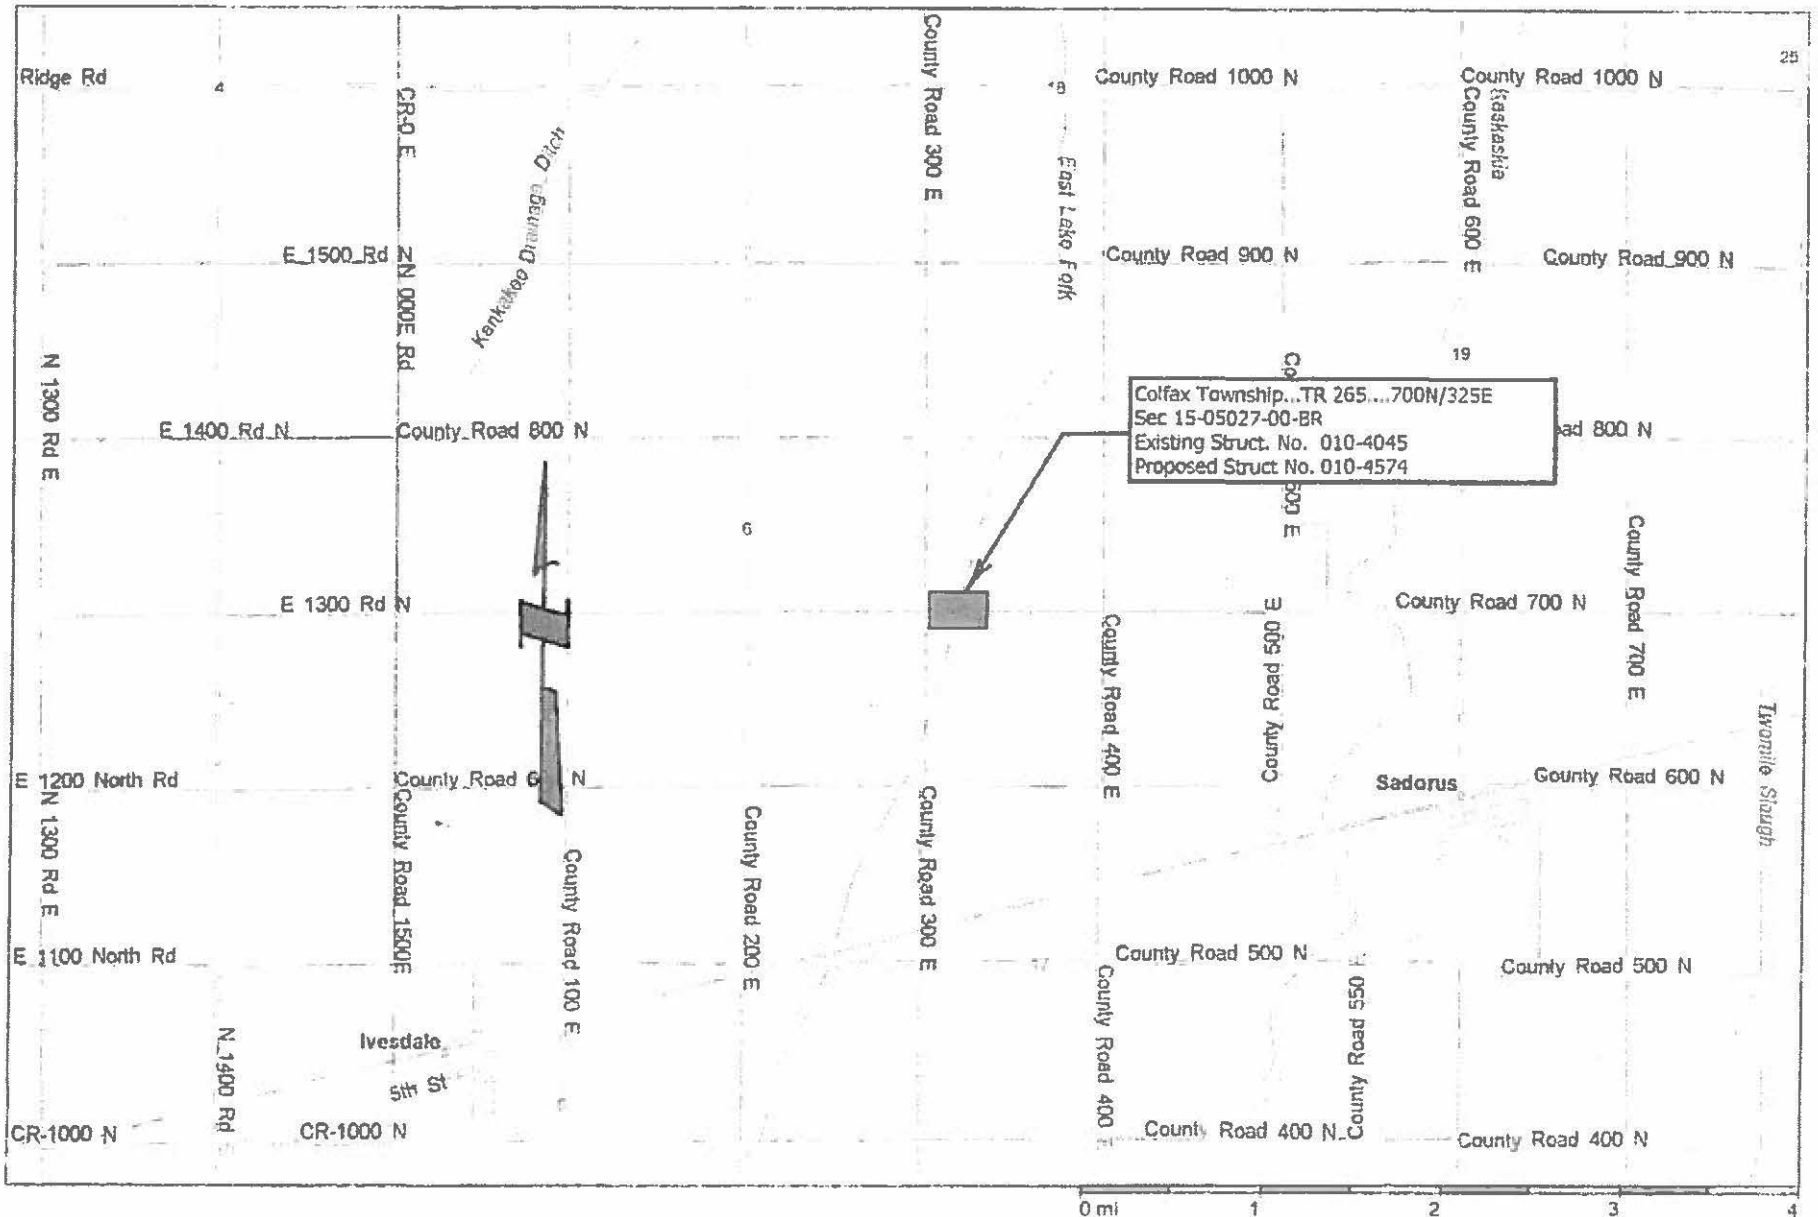 Ridge Rd
4
CR-0 E
County Road 300 E
18
County Road 1000 N
County Road 1000 N
25
Kaskaskia
County Road 600 E
Kankakee Drainage Ditch
East Lake Fork
E 1500 Rd N
N 000E Rd
County Road 900 N
County Road 900 N
N 1300 Rd E
19
Colfax Township...TR 265....700N/325E
Sec 15-05027-00-BR
Existing Struct. No. 010-4045
Proposed Struct No. 010-4574
E 1400 Rd N
County Road 800 N
Co
500 E
ad 800 N
6
E 1300 Rd N
County Road 500 E
County Road 700 N
County Road 700 E
County Road 400 E
Twomile Slough
E 1200 North Rd
County Road 6 N
Sadorus
County Road 600 N
N 1300 Rd E
County Road 1500E
County Road 100 E
County Road 200 E
County Road 300 E
E 1100 North Rd
17
County Road 500 N
County Road 500 N
County Road 400 E
County Road 550 E
N 1400 Rd
Ivesdale
5th St
CR-1000 N
CR-1000 N
County Road 400 N
County Road 400 N
0 mi 1 2 3 4